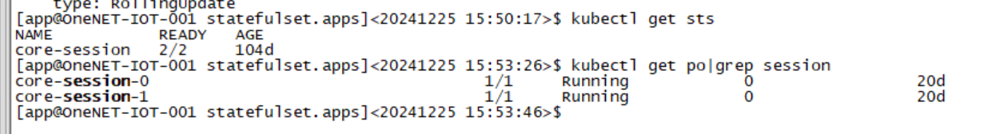 type: RollingUpdate
[app@OneNET-IOT-001 statefulset.apps]<20241225 15:50:17>$ kubectl get sts
NAME READY AGE
core-session 2/2 104d
[app@OneNET-IOT-001 statefulset.apps]<20241225 15:53:26>$ kubectl get po|grep session
core-session-0 1/1 Running 0 20d
core-session-1 1/1 Running 0 20d
[app@OneNET-IOT-001 statefulset.apps]<20241225 15:53:46>$